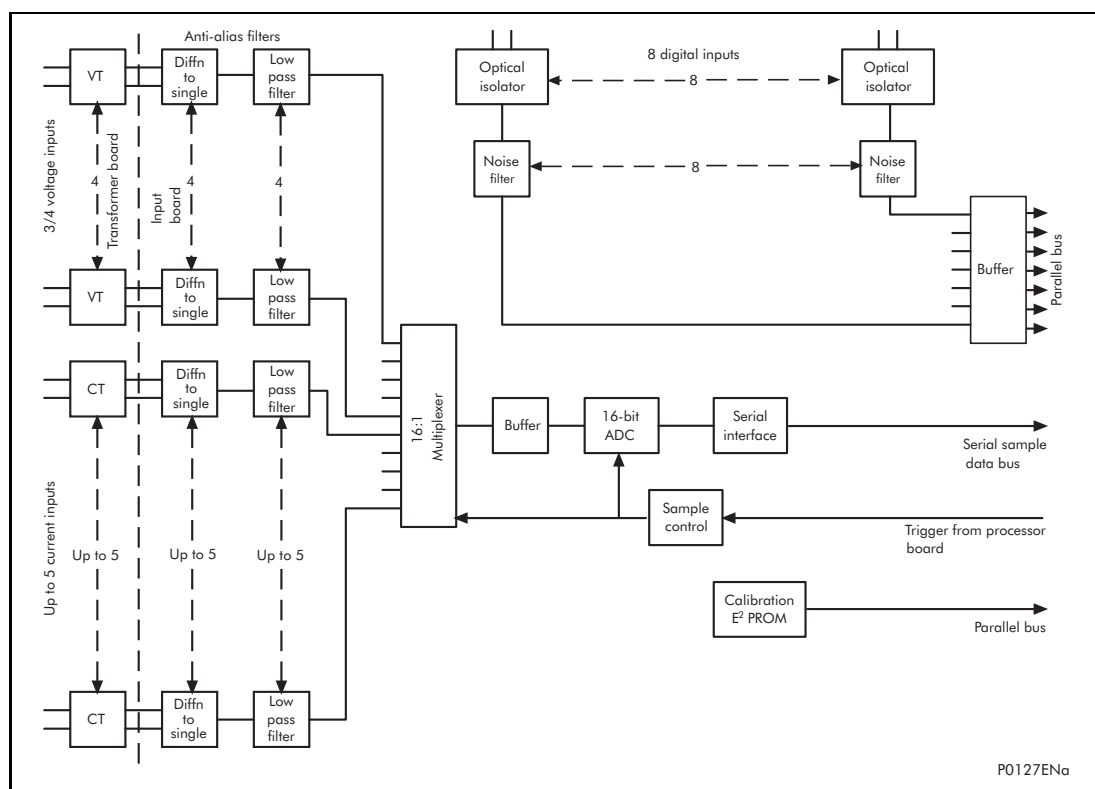 Anti-alias filters
VT
Diffn
to
single
Low
pass
filter
Optical
isolator
8 digital inputs
8
Optical
isolator
3/4 voltage inputs
4
Transformer board
Input
board
4
4
Noise
filter
8
Noise
filter
Buffer
Parallel bus
VT
Diffn
to
single
Low
pass
filter
CT
Diffn
to
single
Low
pass
filter
16:1
Multiplexer
Buffer
16-bit
ADC
Serial
interface
Serial sample
data bus
Sample
control
Trigger from processor
board
Up to 5 current inputs
Up to 5
Up to 5
Up to 5
Calibration
E² PROM
Parallel bus
CT
Diffn
to
single
Low
pass
filter
P0127ENa